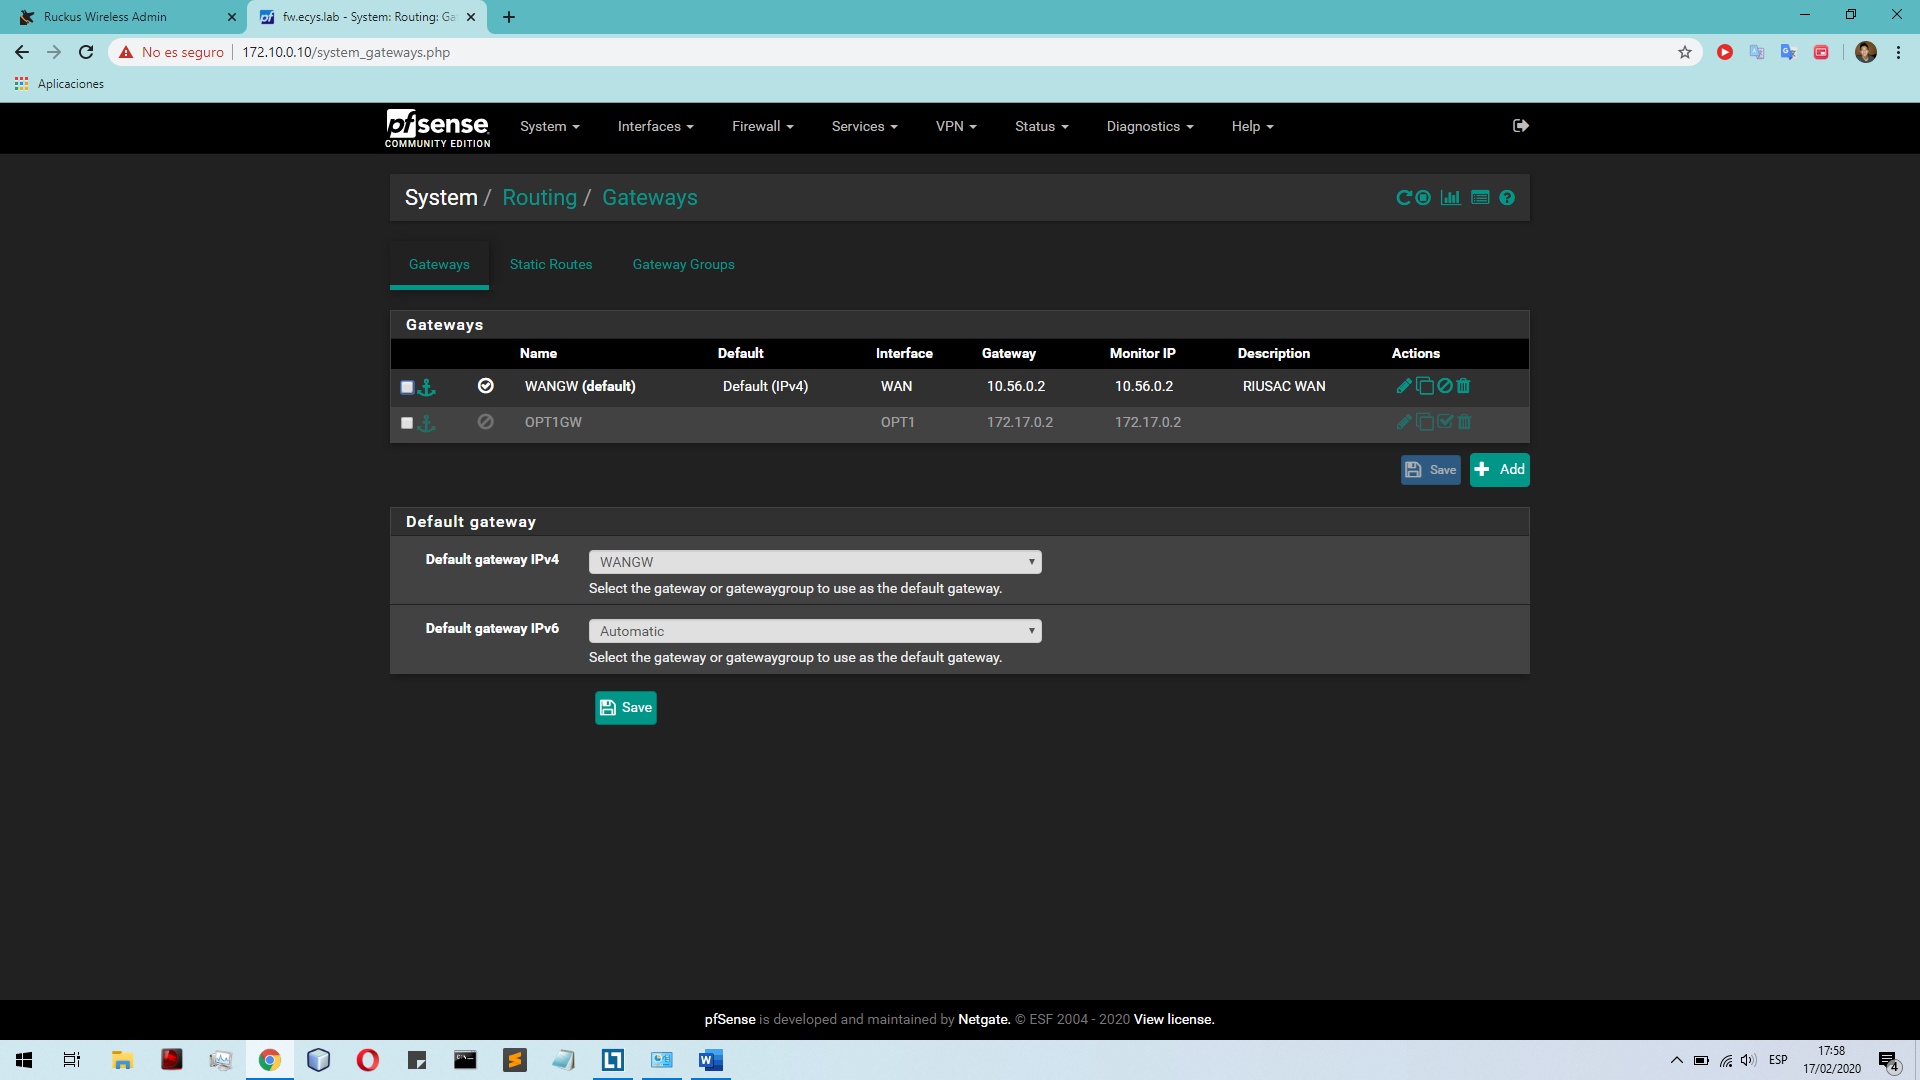 Ruckus Wireless Admin
fw.ecys.lab - System: Routing: Ga
No es seguro
172.10.0.10/system_gateways.php
Aplicaciones
pfsense
COMMUNITY EDITION
System Interfaces Firewall Services VPN Status Diagnostics Help
System / Routing / Gateways
Gateways Static Routes Gateway Groups
Gateways
Name Default Interface Gateway Monitor IP Description Actions
WANGW (default) Default (IPv4) WAN 10.56.0.2 10.56.0.2 RIUSAC WAN
OPT1GW OPT1 172.17.0.2 172.17.0.2
Save Add
Default gateway
Default gateway IPv4 WANGW
Select the gateway or gatewaygroup to use as the default gateway.
Default gateway IPv6 Automatic
Select the gateway or gatewaygroup to use as the default gateway.
Save
pfSense is developed and maintained by Netgate. © ESF 2004 - 2020 View license.
ESP
17:58
17/02/2020
4